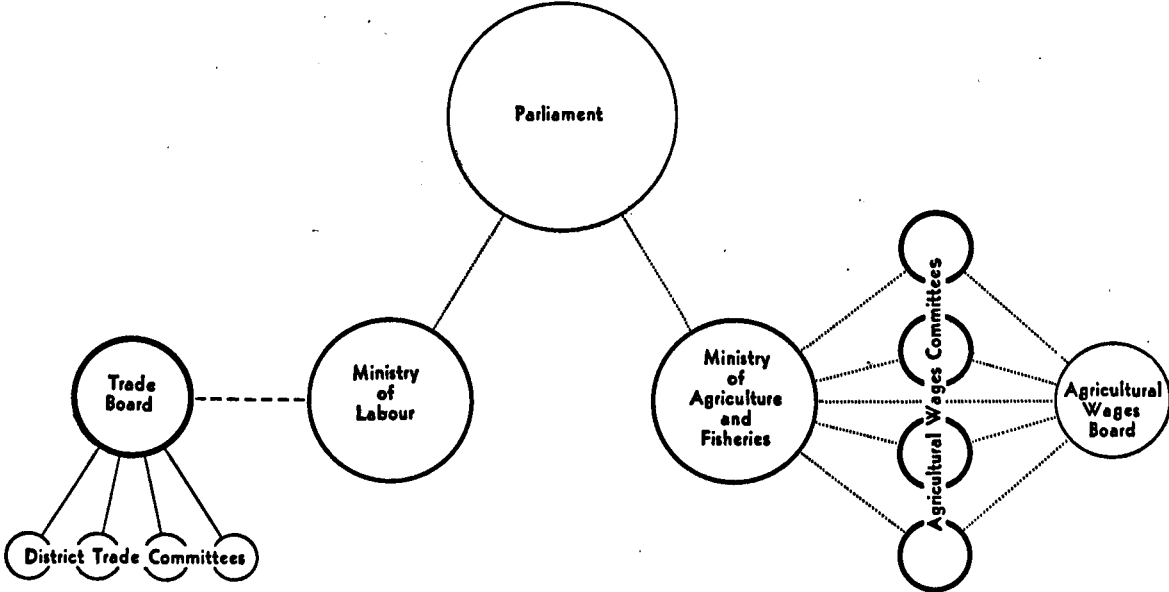 Parliament
Trade
Board
Ministry
of
Labour
Ministry
of
Agriculture
and
Fisheries
Agricultural Wages Committees
Agricultural
Wages
Board
District Trade Committees